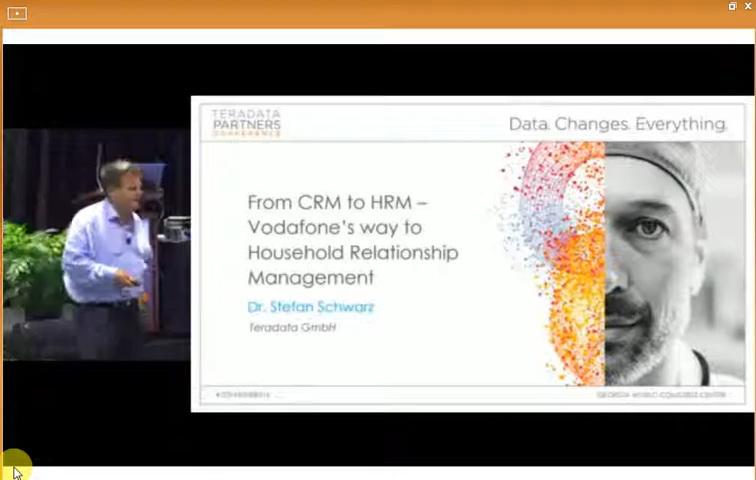 TERADATA
PARTNERS
CONFERENCE
Data. Changes. Everything.
From CRM to HRM –
Vodafone's way to
Household Relationship
Management
Dr. Stefan Schwarz
Teradata GmbH
GEORGIA WORLD CONGRESS CENTER